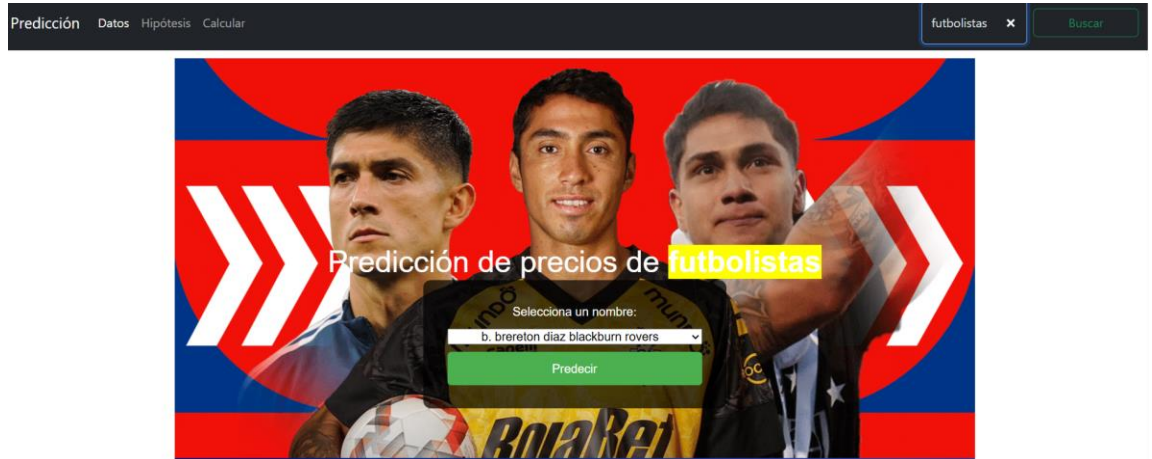 Predicción Datos Hipótesis Calcular futbolistas × Buscar
Predicción de precios de futbolistas
Selecciona un nombre:
b. brereton diaz blackburn rovers
Predecir